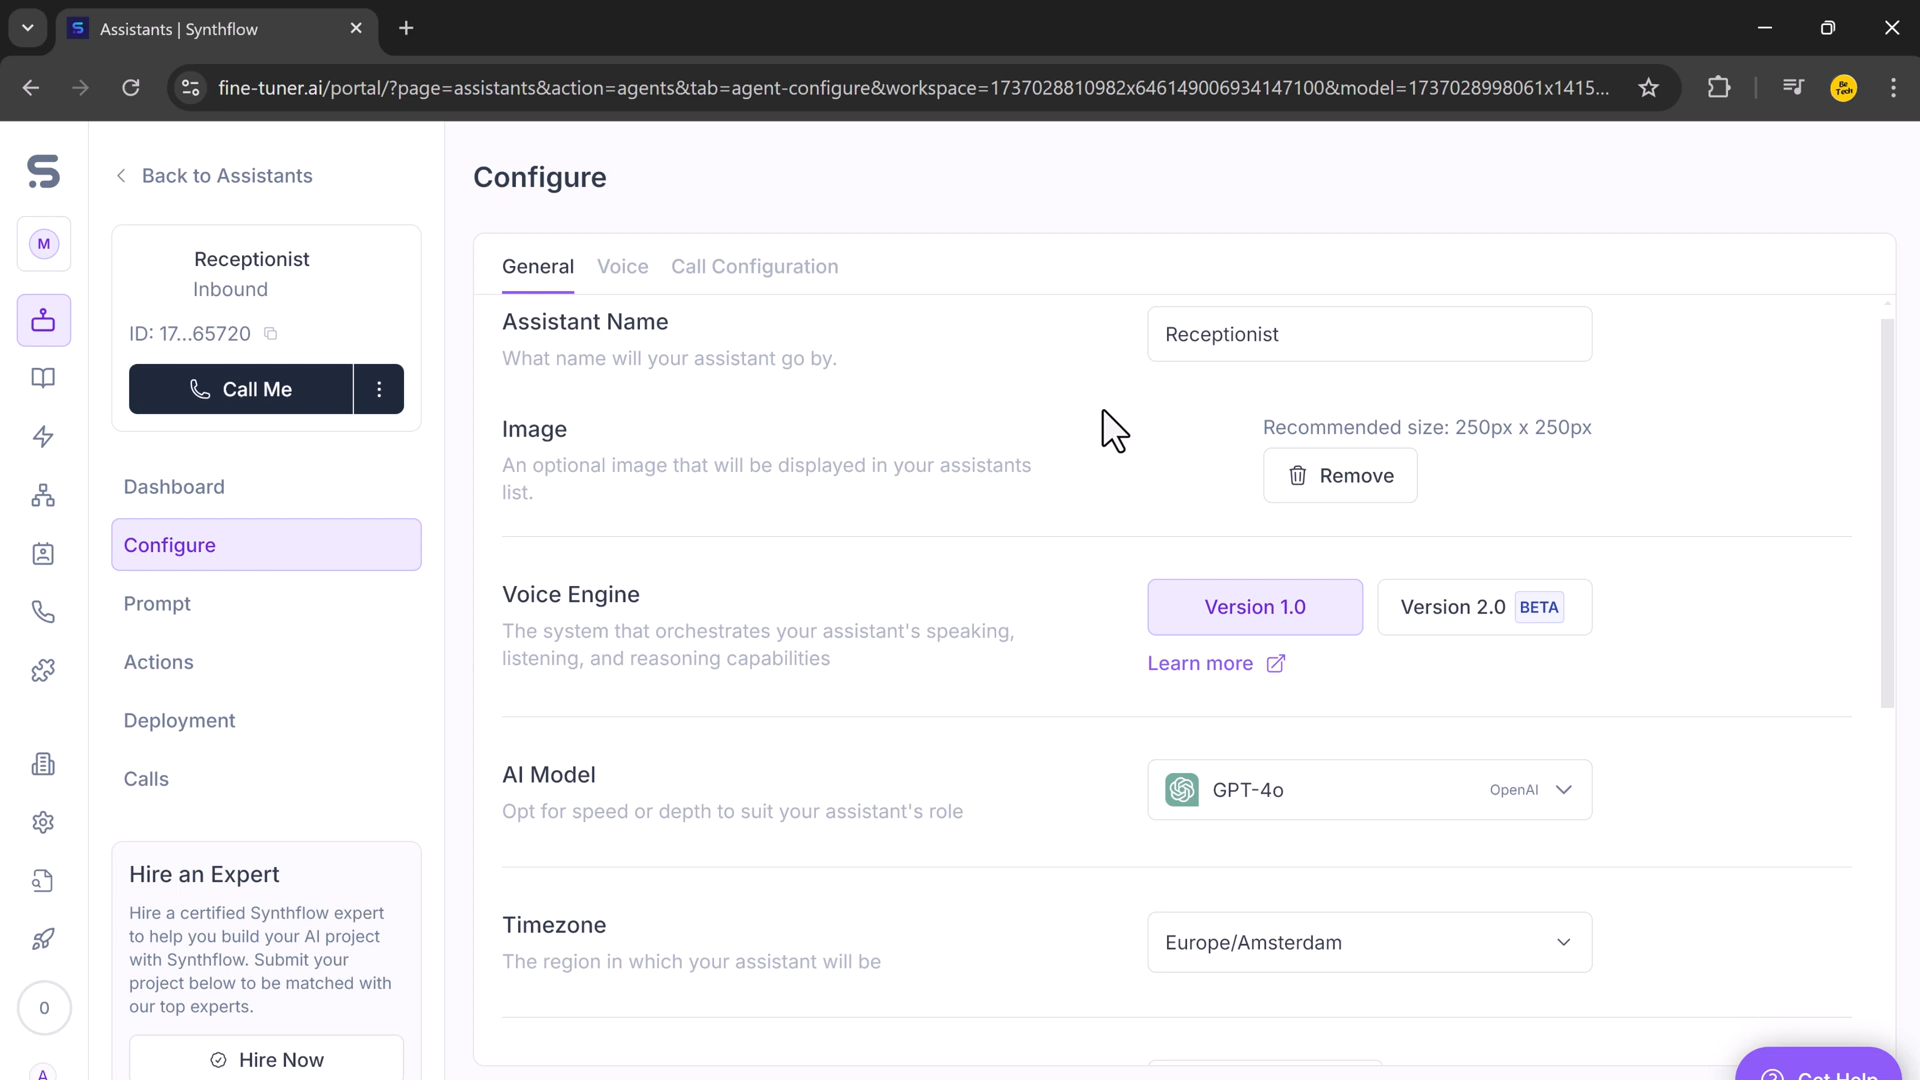 Assistants | Synthflow
fine-tuner.ai/portal/?page=assistants&action=agents&tab=agent-configure&workspace=1737028810982x646149006934147100&model=1737028998061x1415...
Be
Tech
M
0
A
Back to Assistants
Receptionist
Inbound
ID: 17...65720
Call Me
Dashboard
Configure
Prompt
Actions
Deployment
Calls
Hire an Expert
Hire a certified Synthflow expert
to help you build your AI project
with Synthflow. Submit your
project below to be matched with
our top experts.
Hire Now
Configure
General Voice Call Configuration
Assistant Name
What name will your assistant go by.
Receptionist
Image
An optional image that will be displayed in your assistants
list.
Recommended size: 250px x 250px
Remove
Voice Engine
The system that orchestrates your assistant's speaking,
listening, and reasoning capabilities
Version 1.0
Version 2.0 BETA
Learn more
AI Model
Opt for speed or depth to suit your assistant's role
GPT-4o OpenAI
Timezone
The region in which your assistant will be
Europe/Amsterdam
Get Help